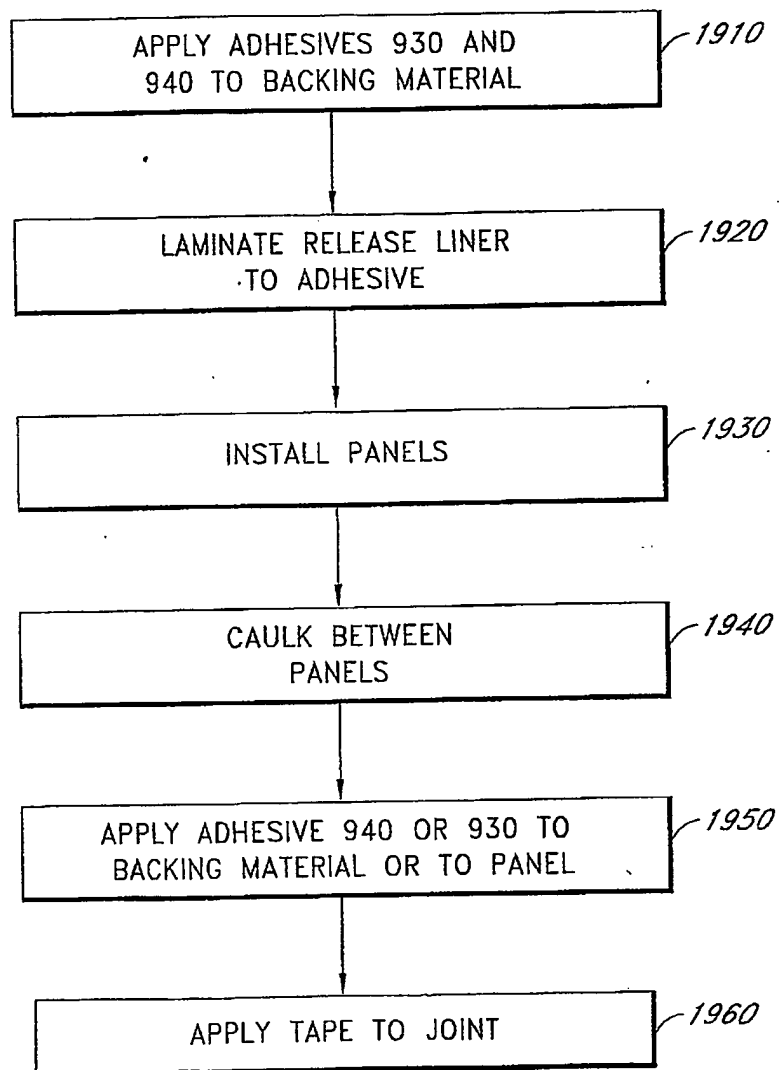 APPLY ADHESIVES 930 AND
940 TO BACKING MATERIAL
1910
LAMINATE RELEASE LINER
TO ADHESIVE
1920
INSTALL PANELS
1930
CAULK BETWEEN
PANELS
1940
APPLY ADHESIVE 940 OR 930 TO
BACKING MATERIAL OR TO PANEL
1950
APPLY TAPE TO JOINT
1960